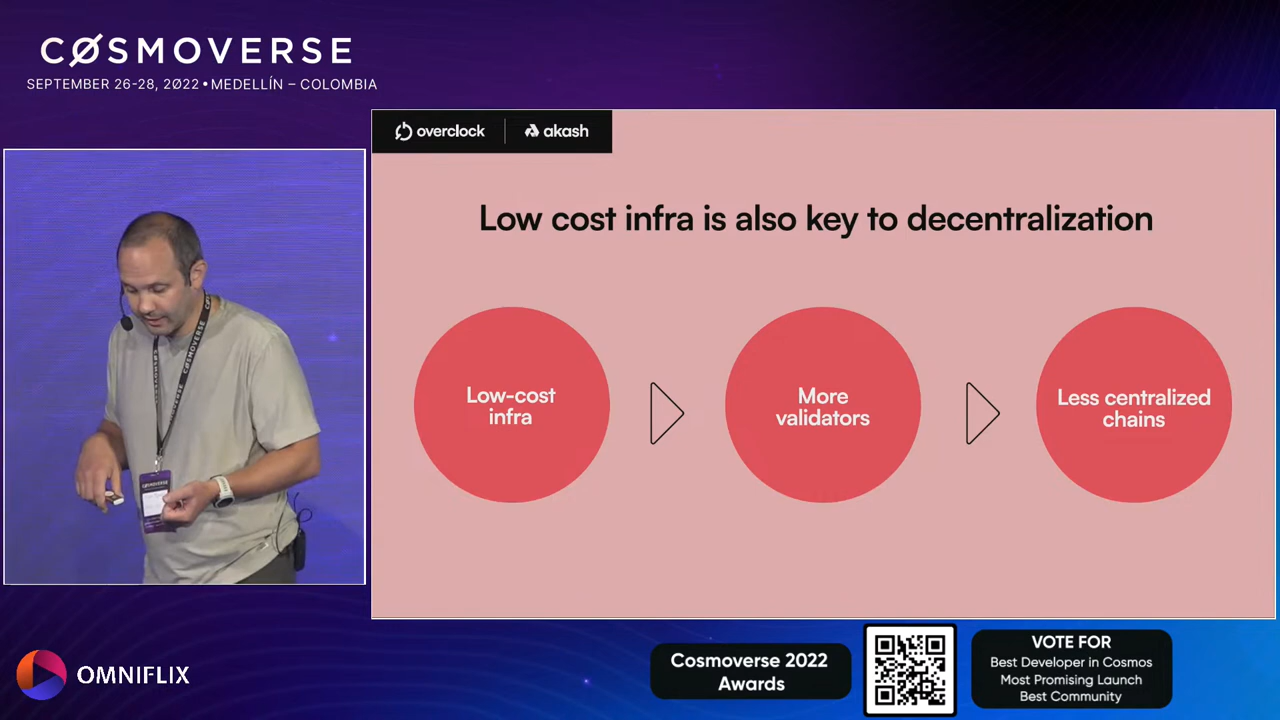 CØSMOVERSE
SEPTEMBER 26-28, 2Ø22 • MEDELLÍN – COLOMBIA
overclock
akash
Low cost infra is also key to decentralization
Low-cost
infra
More
validators
Less centralized
chains
COSMOVERSE
CØSMOVERSE
OMNIFLIX
Cosmoverse 2022
Awards
VOTE FOR
Best Developer in Cosmos
Most Promising Launch
Best Community